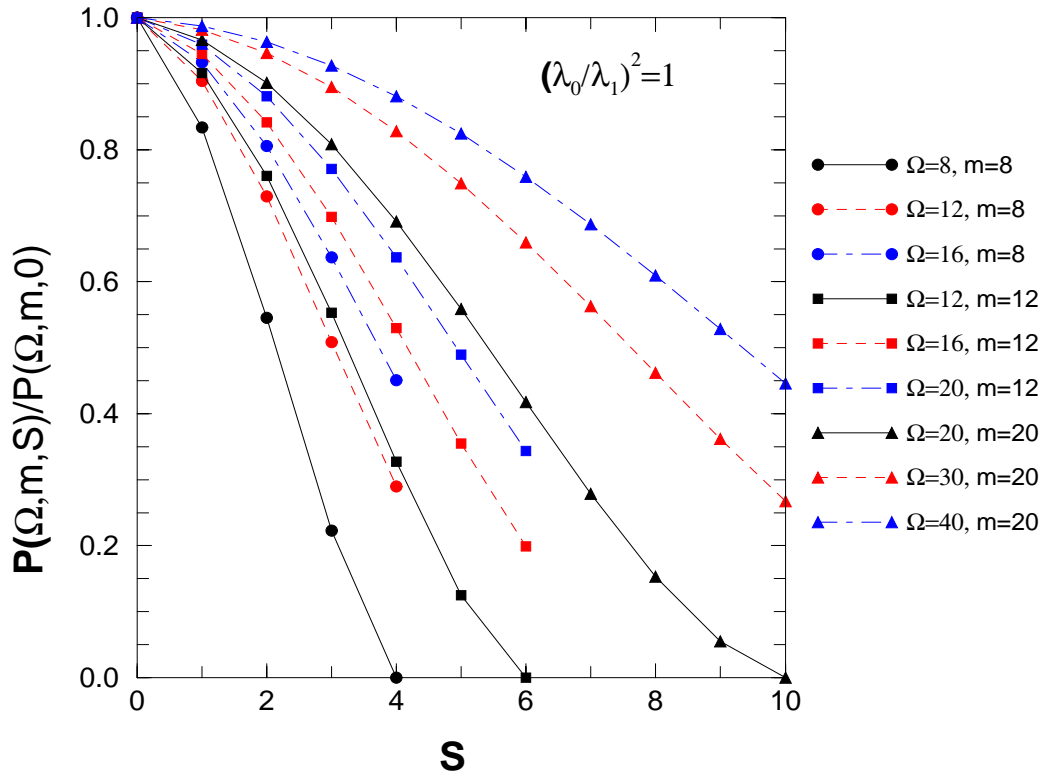 1.0
0.8
0.6
0.4
0.2
0.0
P(Ω,m,S)/P(Ω,m,0)
(λ₀/λ₁)²=1
0 2 4 6 8 10
S
Ω=8, m=8
Ω=12, m=8
Ω=16, m=8
Ω=12, m=12
Ω=16, m=12
Ω=20, m=12
Ω=20, m=20
Ω=30, m=20
Ω=40, m=20